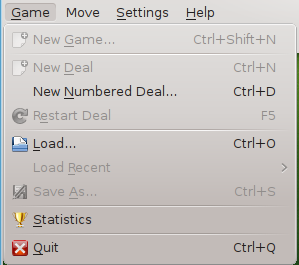 Game Move Settings Help
New Game... Ctrl+Shift+N
New Deal Ctrl+N
New Numbered Deal... Ctrl+D
Restart Deal F5
Load... Ctrl+O
Load Recent
Save As... Ctrl+S
Statistics
Quit Ctrl+Q